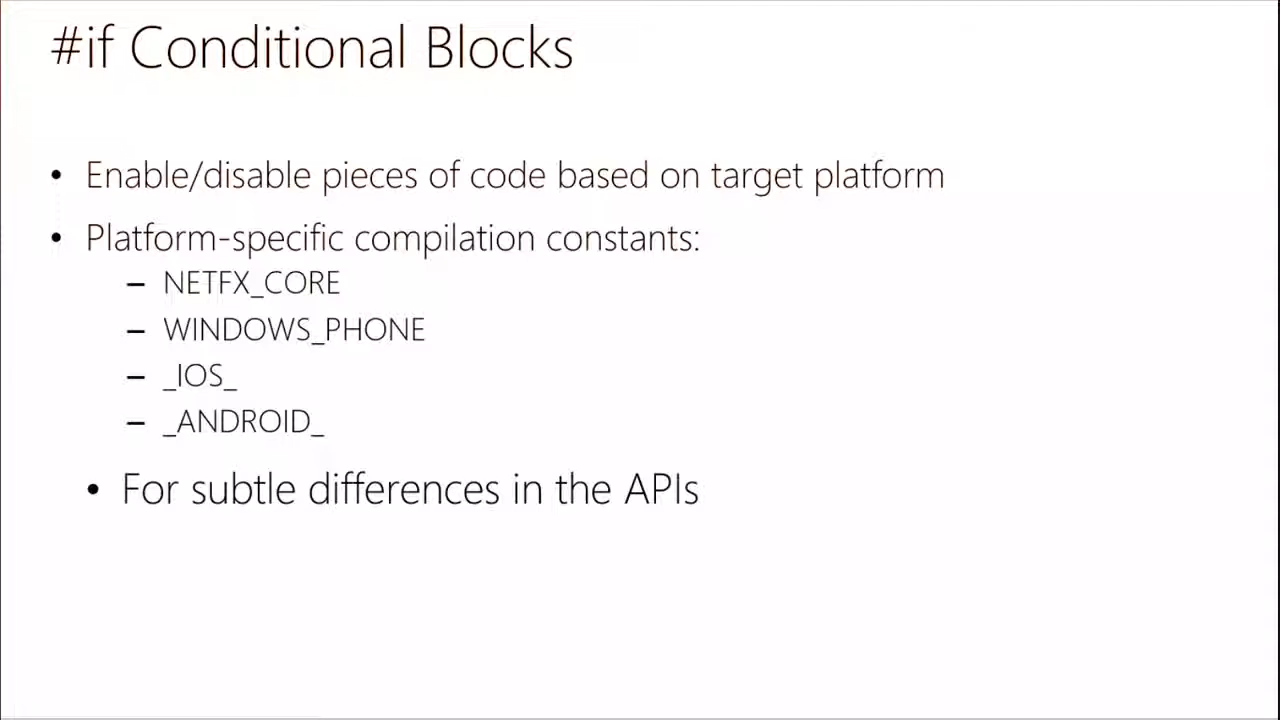 #if Conditional Blocks
• Enable/disable pieces of code based on target platform
• Platform-specific compilation constants:
– NETFX_CORE
– WINDOWS_PHONE
– _IOS_
– _ANDROID_
• For subtle differences in the APIs